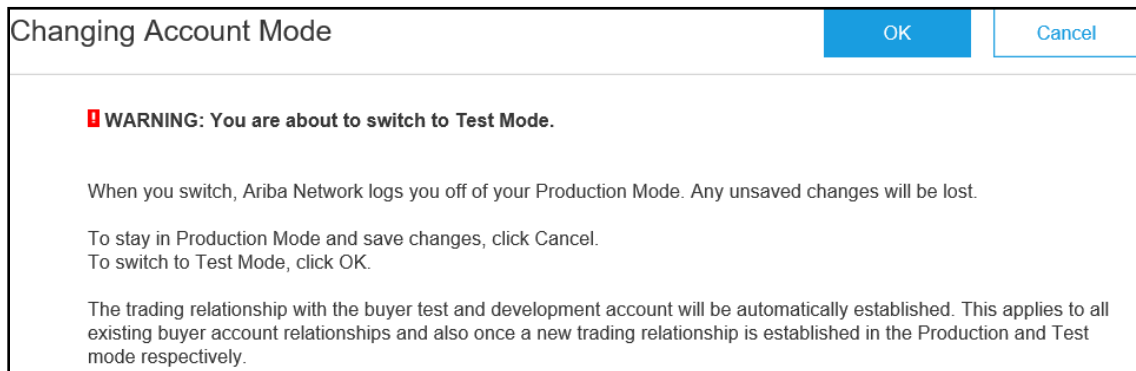 Changing Account Mode
OK
Cancel
! WARNING: You are about to switch to Test Mode.
When you switch, Ariba Network logs you off of your Production Mode. Any unsaved changes will be lost.
To stay in Production Mode and save changes, click Cancel.
To switch to Test Mode, click OK.
The trading relationship with the buyer test and development account will be automatically established. This applies to all
existing buyer account relationships and also once a new trading relationship is established in the Production and Test
mode respectively.